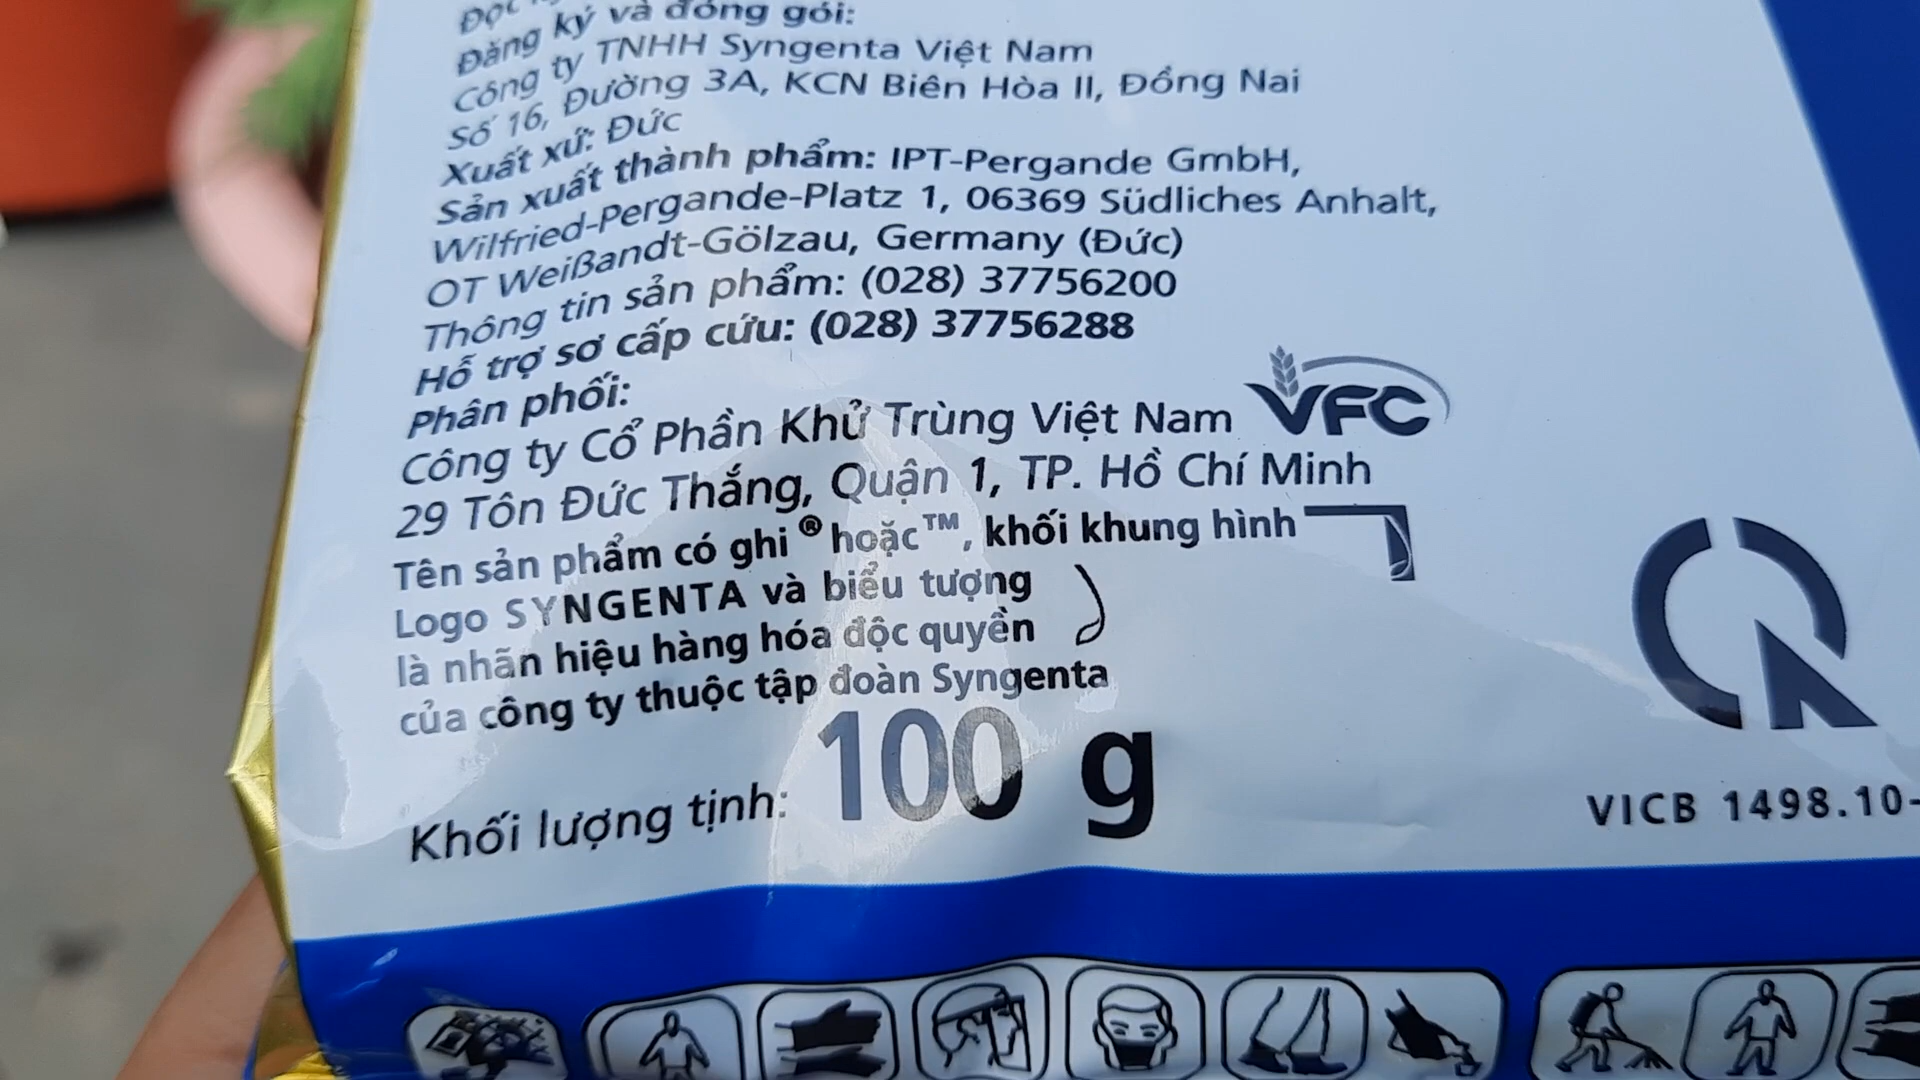 Đăng ký và đóng gói:
Công ty TNHH Syngenta Việt Nam
Số 16, Đường 3A, KCN Biên Hòa II, Đồng Nai
Xuất xứ: Đức
Sản xuất thành phẩm: IPT-Pergande GmbH,
Wilfried-Pergande-Platz 1, 06369 Südliches Anhalt,
OT Weißandt-Gölzau, Germany (Đức)
Thông tin sản phẩm: (028) 37756200
Hỗ trợ sơ cấp cứu: (028) 37756288
Phân phối:
Công ty Cổ Phần Khử Trùng Việt Nam VFC
29 Tôn Đức Thắng, Quận 1, TP. Hồ Chí Minh
Tên sản phẩm có ghi ® hoặc ™, khối khung hình
Logo SYNGENTA và biểu tượng
là nhãn hiệu hàng hóa độc quyền
của công ty thuộc tập đoàn Syngenta
Khối lượng tịnh: 100 g
VICB 1498.10-